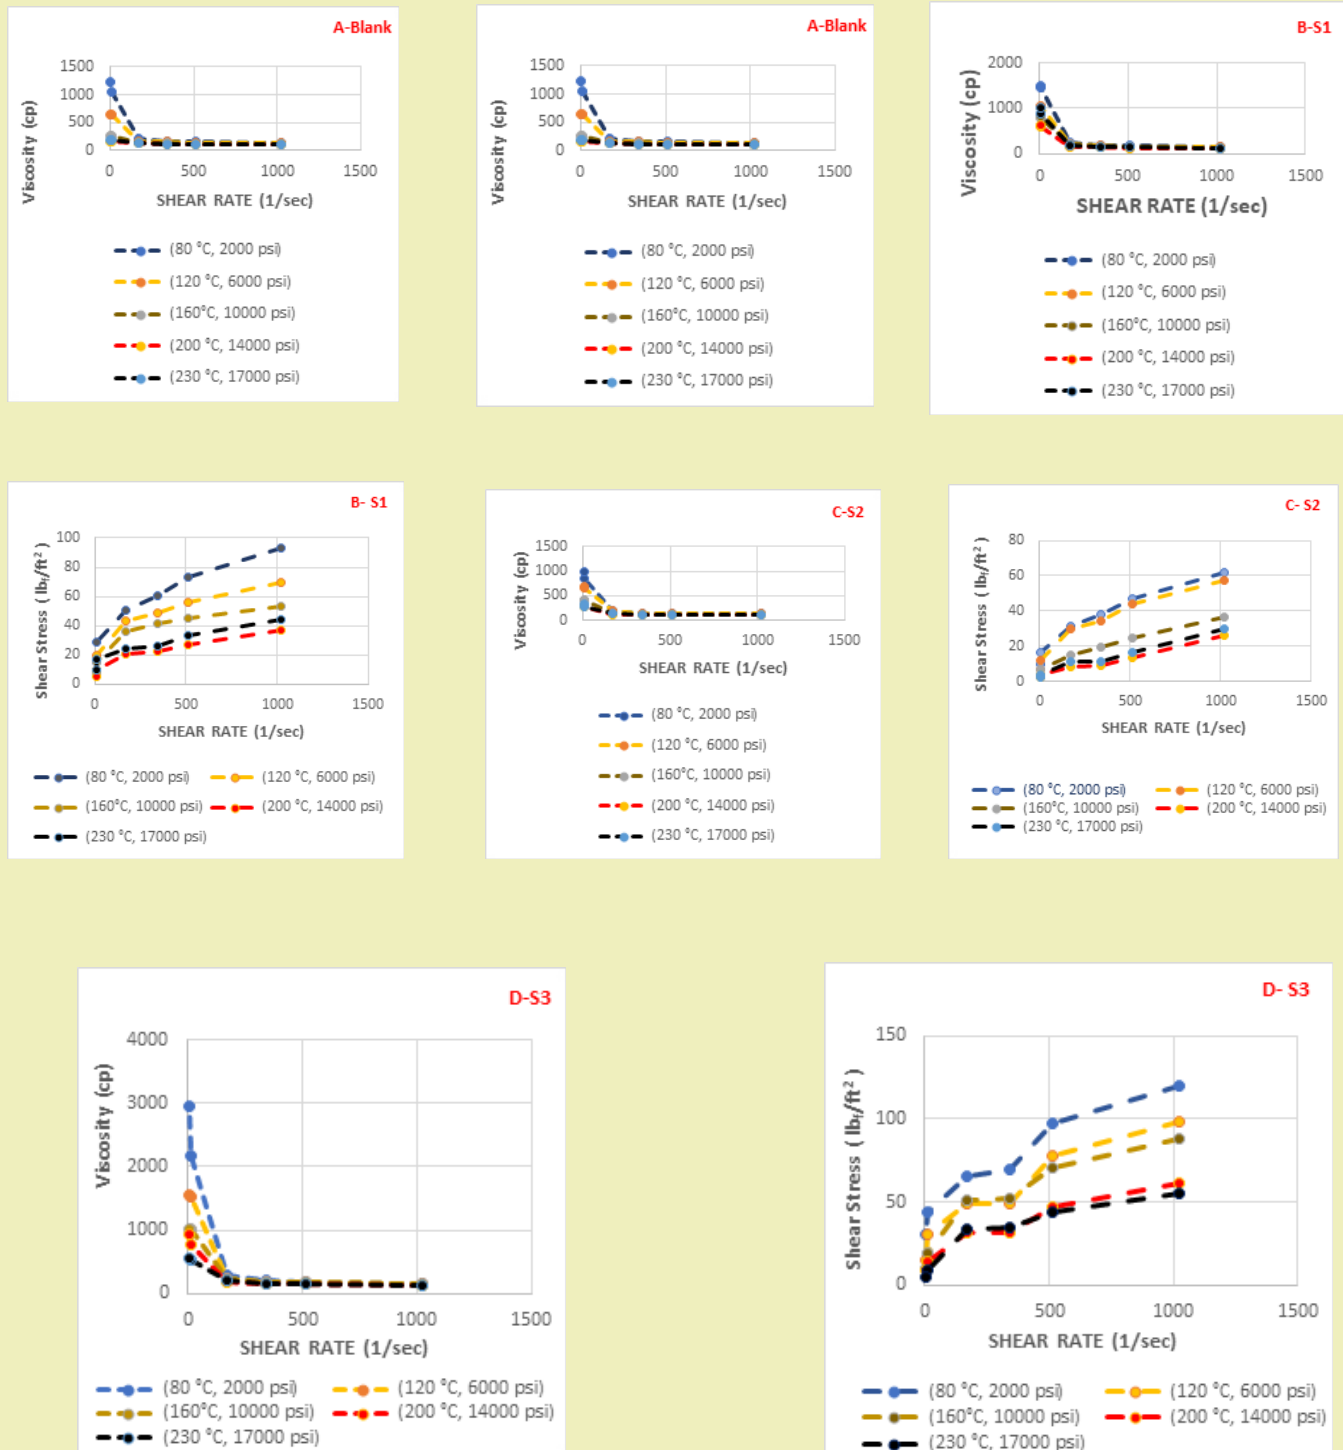 A-Blank
1500
1000
500
0
0 500 1000 1500
Viscosity (cp)
SHEAR RATE (1/sec)
(80 °C, 2000 psi)
(120 °C, 6000 psi)
(160°C, 10000 psi)
(200 °C, 14000 psi)
(230 °C, 17000 psi)
A-Blank
1500
1000
500
0
0 500 1000 1500
Viscosity (cp)
SHEAR RATE (1/sec)
(80 °C, 2000 psi)
(120 °C, 6000 psi)
(160°C, 10000 psi)
(200 °C, 14000 psi)
(230 °C, 17000 psi)
B-S1
2000
1000
0
0 500 1000 1500
Viscosity (cp)
SHEAR RATE (1/sec)
(80 °C, 2000 psi)
(120 °C, 6000 psi)
(160°C, 10000 psi)
(200 °C, 14000 psi)
(230 °C, 17000 psi)
B- S1
100
80
60
40
20
0
0 500 1000 1500
Shear Stress ( lbf/ft²)
SHEAR RATE (1/sec)
(80 °C, 2000 psi) (120 °C, 6000 psi)
(160°C, 10000 psi) (200 °C, 14000 psi)
(230 °C, 17000 psi)
C-S2
1500
1000
500
0
0 500 1000 1500
Viscosity (cp)
SHEAR RATE (1/sec)
(80 °C, 2000 psi)
(120 °C, 6000 psi)
(160°C, 10000 psi)
(200 °C, 14000 psi)
(230 °C, 17000 psi)
C- S2
80
60
40
20
0
0 500 1000 1500
Shear Stress ( lbf/ft²)
SHEAR RATE (1/sec)
(80 °C, 2000 psi) (120 °C, 6000 psi)
(160°C, 10000 psi) (200 °C, 14000 psi)
(230 °C, 17000 psi)
D-S3
4000
3000
2000
1000
0
0 500 1000 1500
Viscosity (cp)
SHEAR RATE (1/sec)
(80 °C, 2000 psi) (120 °C, 6000 psi)
(160°C, 10000 psi) (200 °C, 14000 psi)
(230 °C, 17000 psi)
D- S3
150
100
50
0
0 500 1000 1500
Shear Stress ( lbf/ft² )
SHEAR RATE (1/sec)
(80 °C, 2000 psi) (120 °C, 6000 psi)
(160°C, 10000 psi) (200 °C, 14000 psi)
(230 °C, 17000 psi)